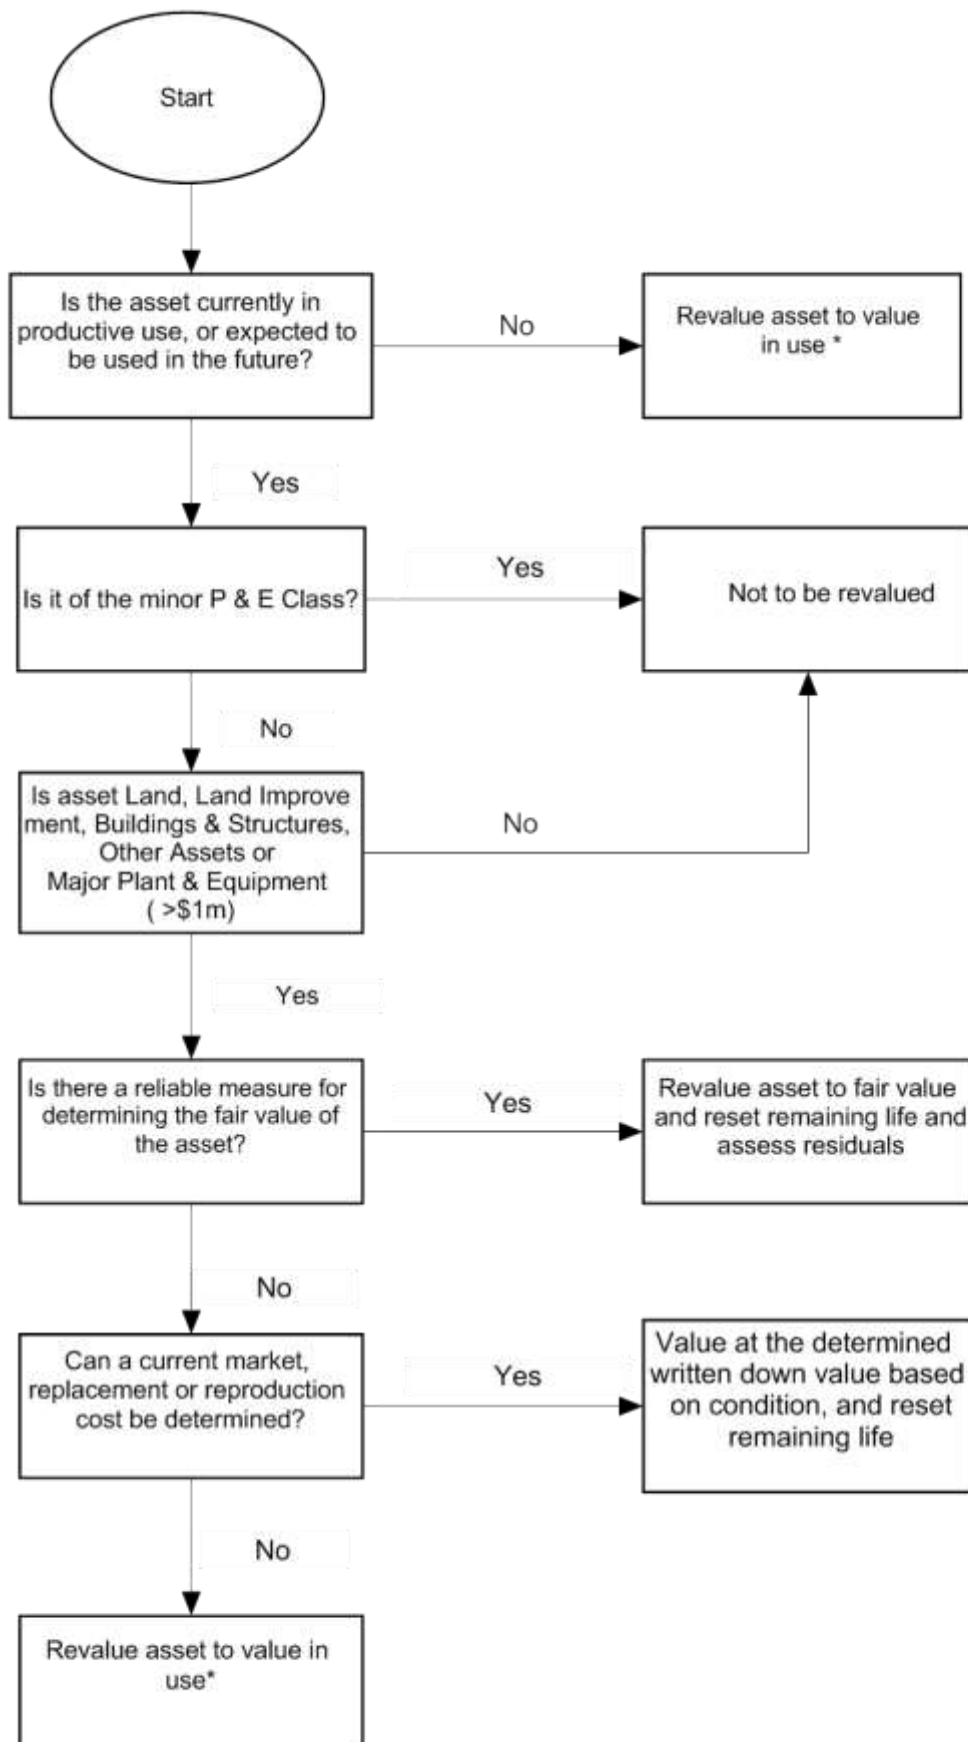 Start
Is the asset currently in
productive use, or expected to
be used in the future?
No
Revalue asset to value
in use *
Yes
Is it of the minor P & E Class?
Yes
Not to be revalued
No
Is asset Land, Land Improve
ment, Buildings & Structures,
Other Assets or
Major Plant & Equipment
( >$1m)
No
Yes
Is there a reliable measure for
determining the fair value of
the asset?
Yes
Revalue asset to fair value
and reset remaining life and
assess residuals
No
Can a current market,
replacement or reproduction
cost be determined?
Yes
Value at the determined
written down value based
on condition, and reset
remaining life
No
Revalue asset to value in
use*